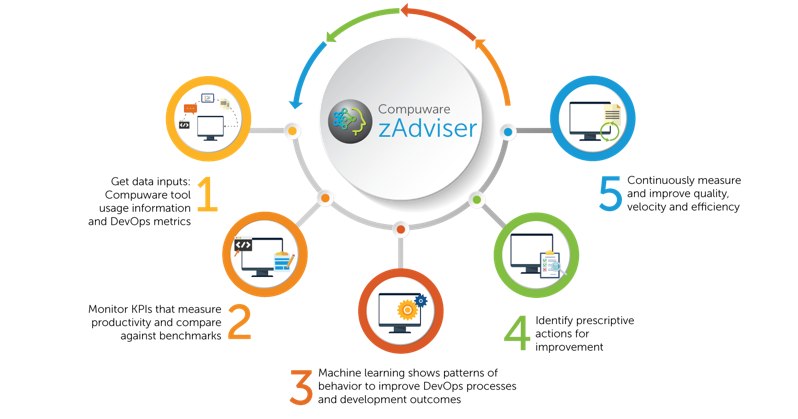 Compuware
zAdviser
1
Get data inputs:
Compuware tool
usage information
and DevOps metrics
2
Monitor KPIs that measure
productivity and compare
against benchmarks
3
Machine learning shows patterns of
behavior to improve DevOps processes
and development outcomes
4
Identify prescriptive
actions for
improvement
5
Continuously measure
and improve quality,
velocity and efficiency